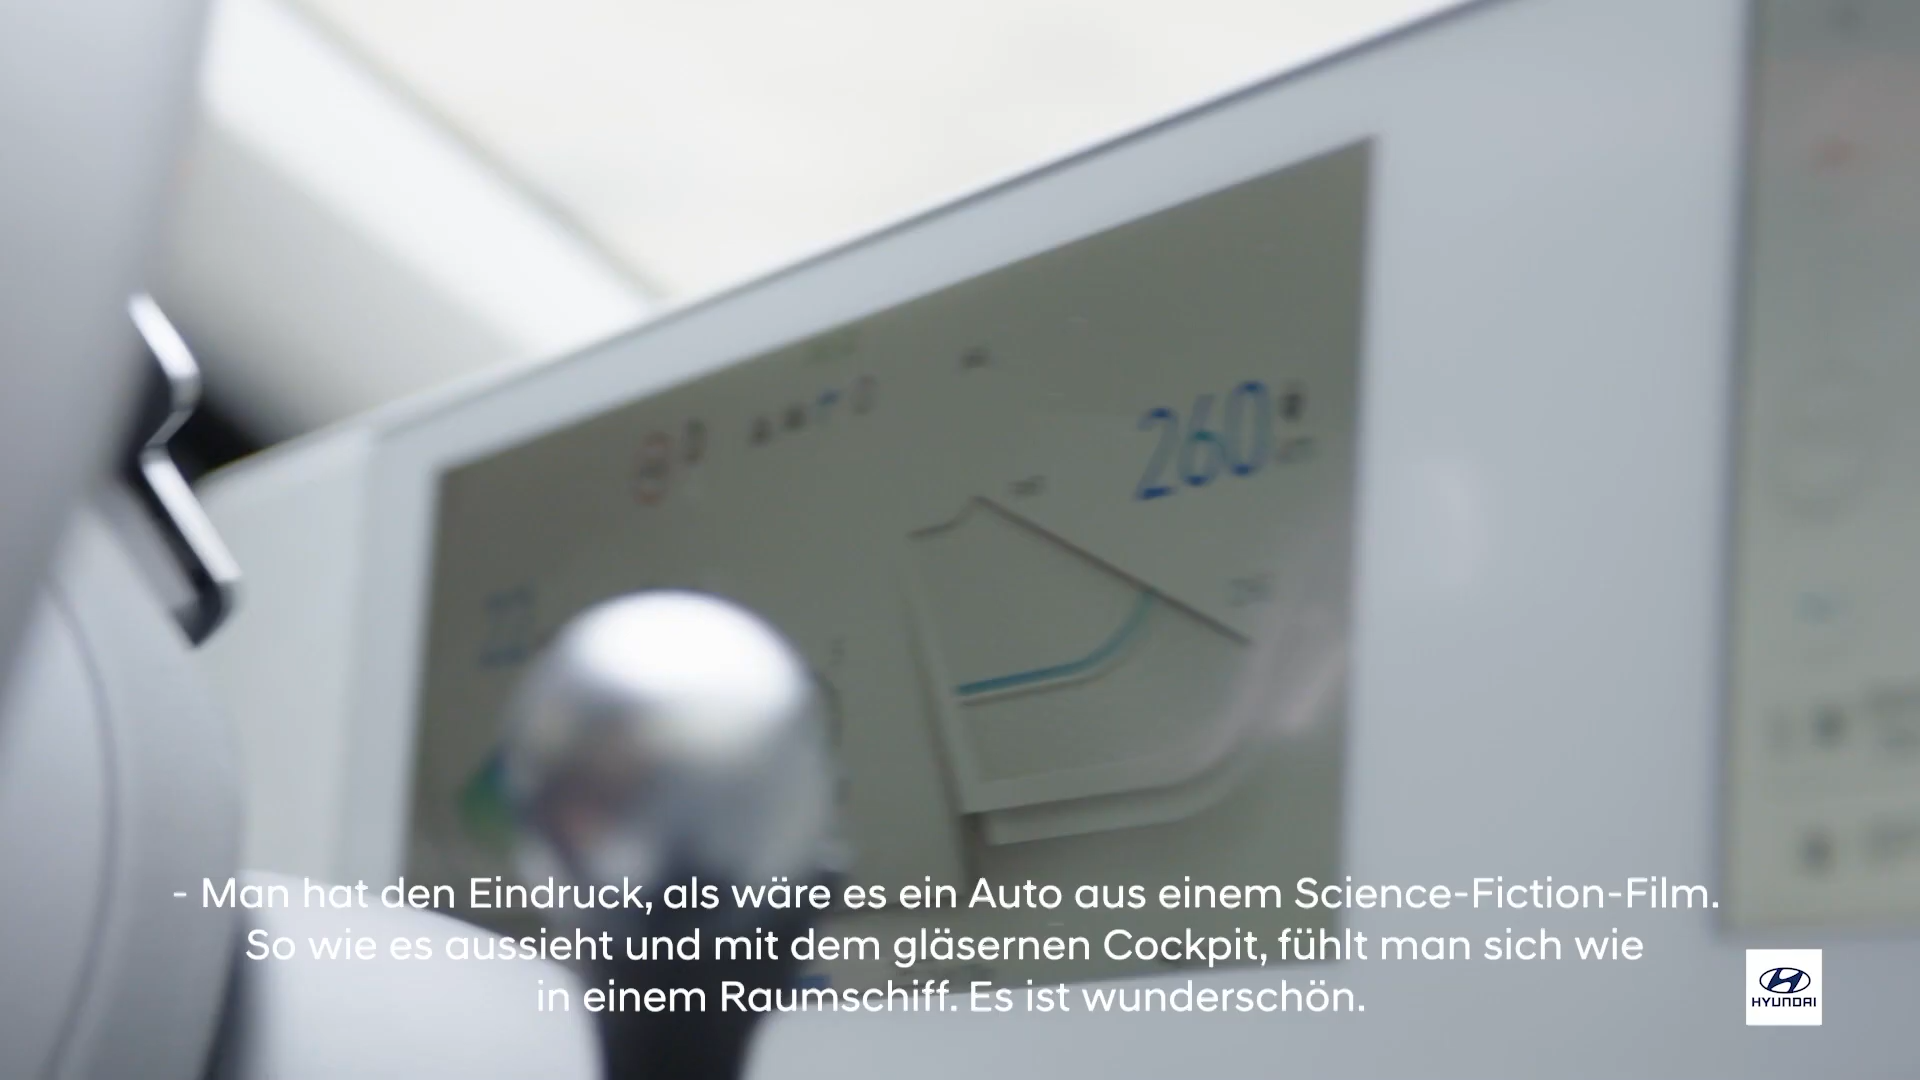 260
- Man hat den Eindruck, als wäre es ein Auto aus einem Science-Fiction-Film.
So wie es aussieht und mit dem gläsernen Cockpit, fühlt man sich wie
in einem Raumschiff. Es ist wunderschön.
HYUNDAI